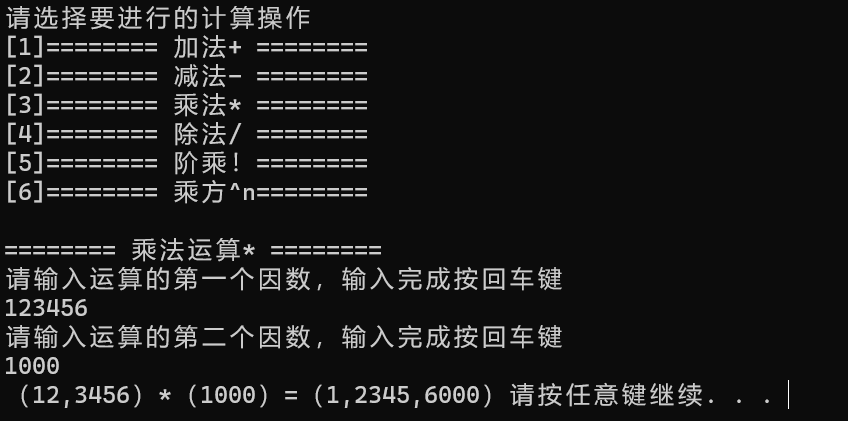 请选择要进行的计算操作
[1]======== 加法+ ========
[2]======== 减法- ========
[3]======== 乘法* ========
[4]======== 除法/ ========
[5]======== 阶乘! ========
[6]======== 乘方^n========
======== 乘法运算* ========
请输入运算的第一个因数，输入完成按回车键
123456
请输入运算的第二个因数，输入完成按回车键
1000
（12,3456）*（1000）=（1,2345,6000）请按任意键继续. . .